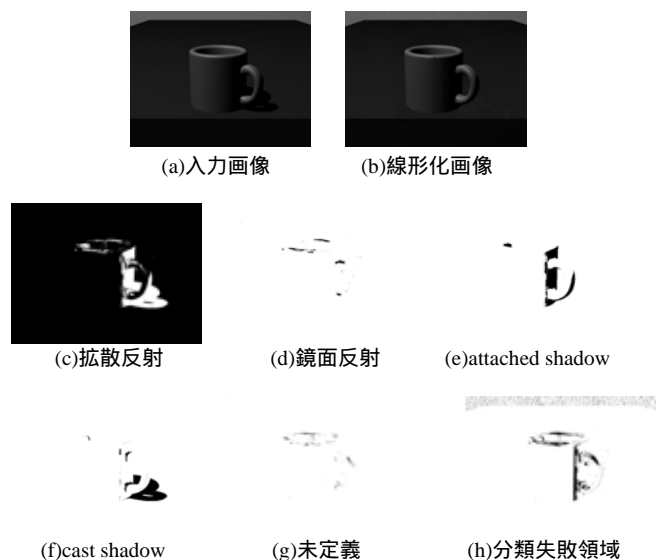 (a)入力画像
(b)線形化画像
(c)拡散反射
(d)鏡面反射
(e)attached shadow
(f)cast shadow
(g)未定義
(h)分類失敗領域